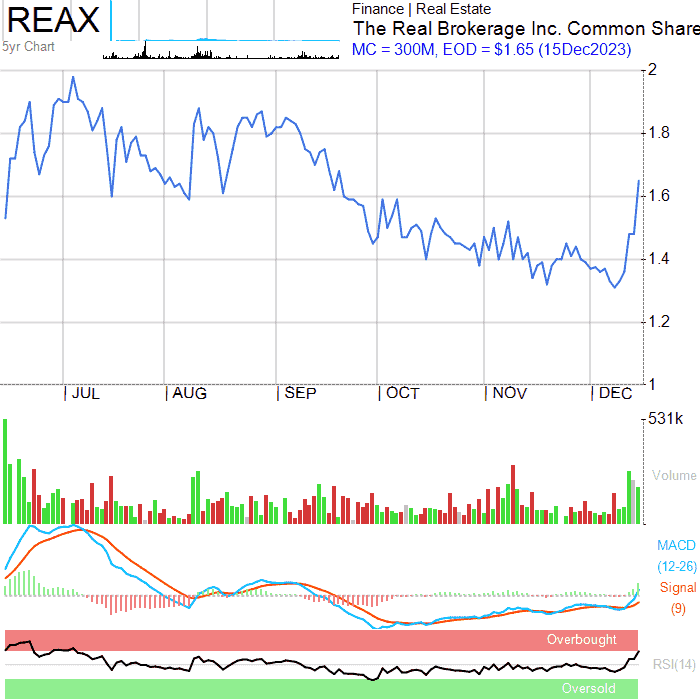 REAX
5yr Chart
Finance | Real Estate
The Real Brokerage Inc. Common Share
MC = 300M, EOD = $1.65 (15Dec2023)
2
1.8
1.6
1.4
1.2
1
JUL
AUG
SEP
OCT
NOV
DEC
531k
Volume
MACD
(12-26)
Signal
(9)
Overbought
RSI(14)
Oversold